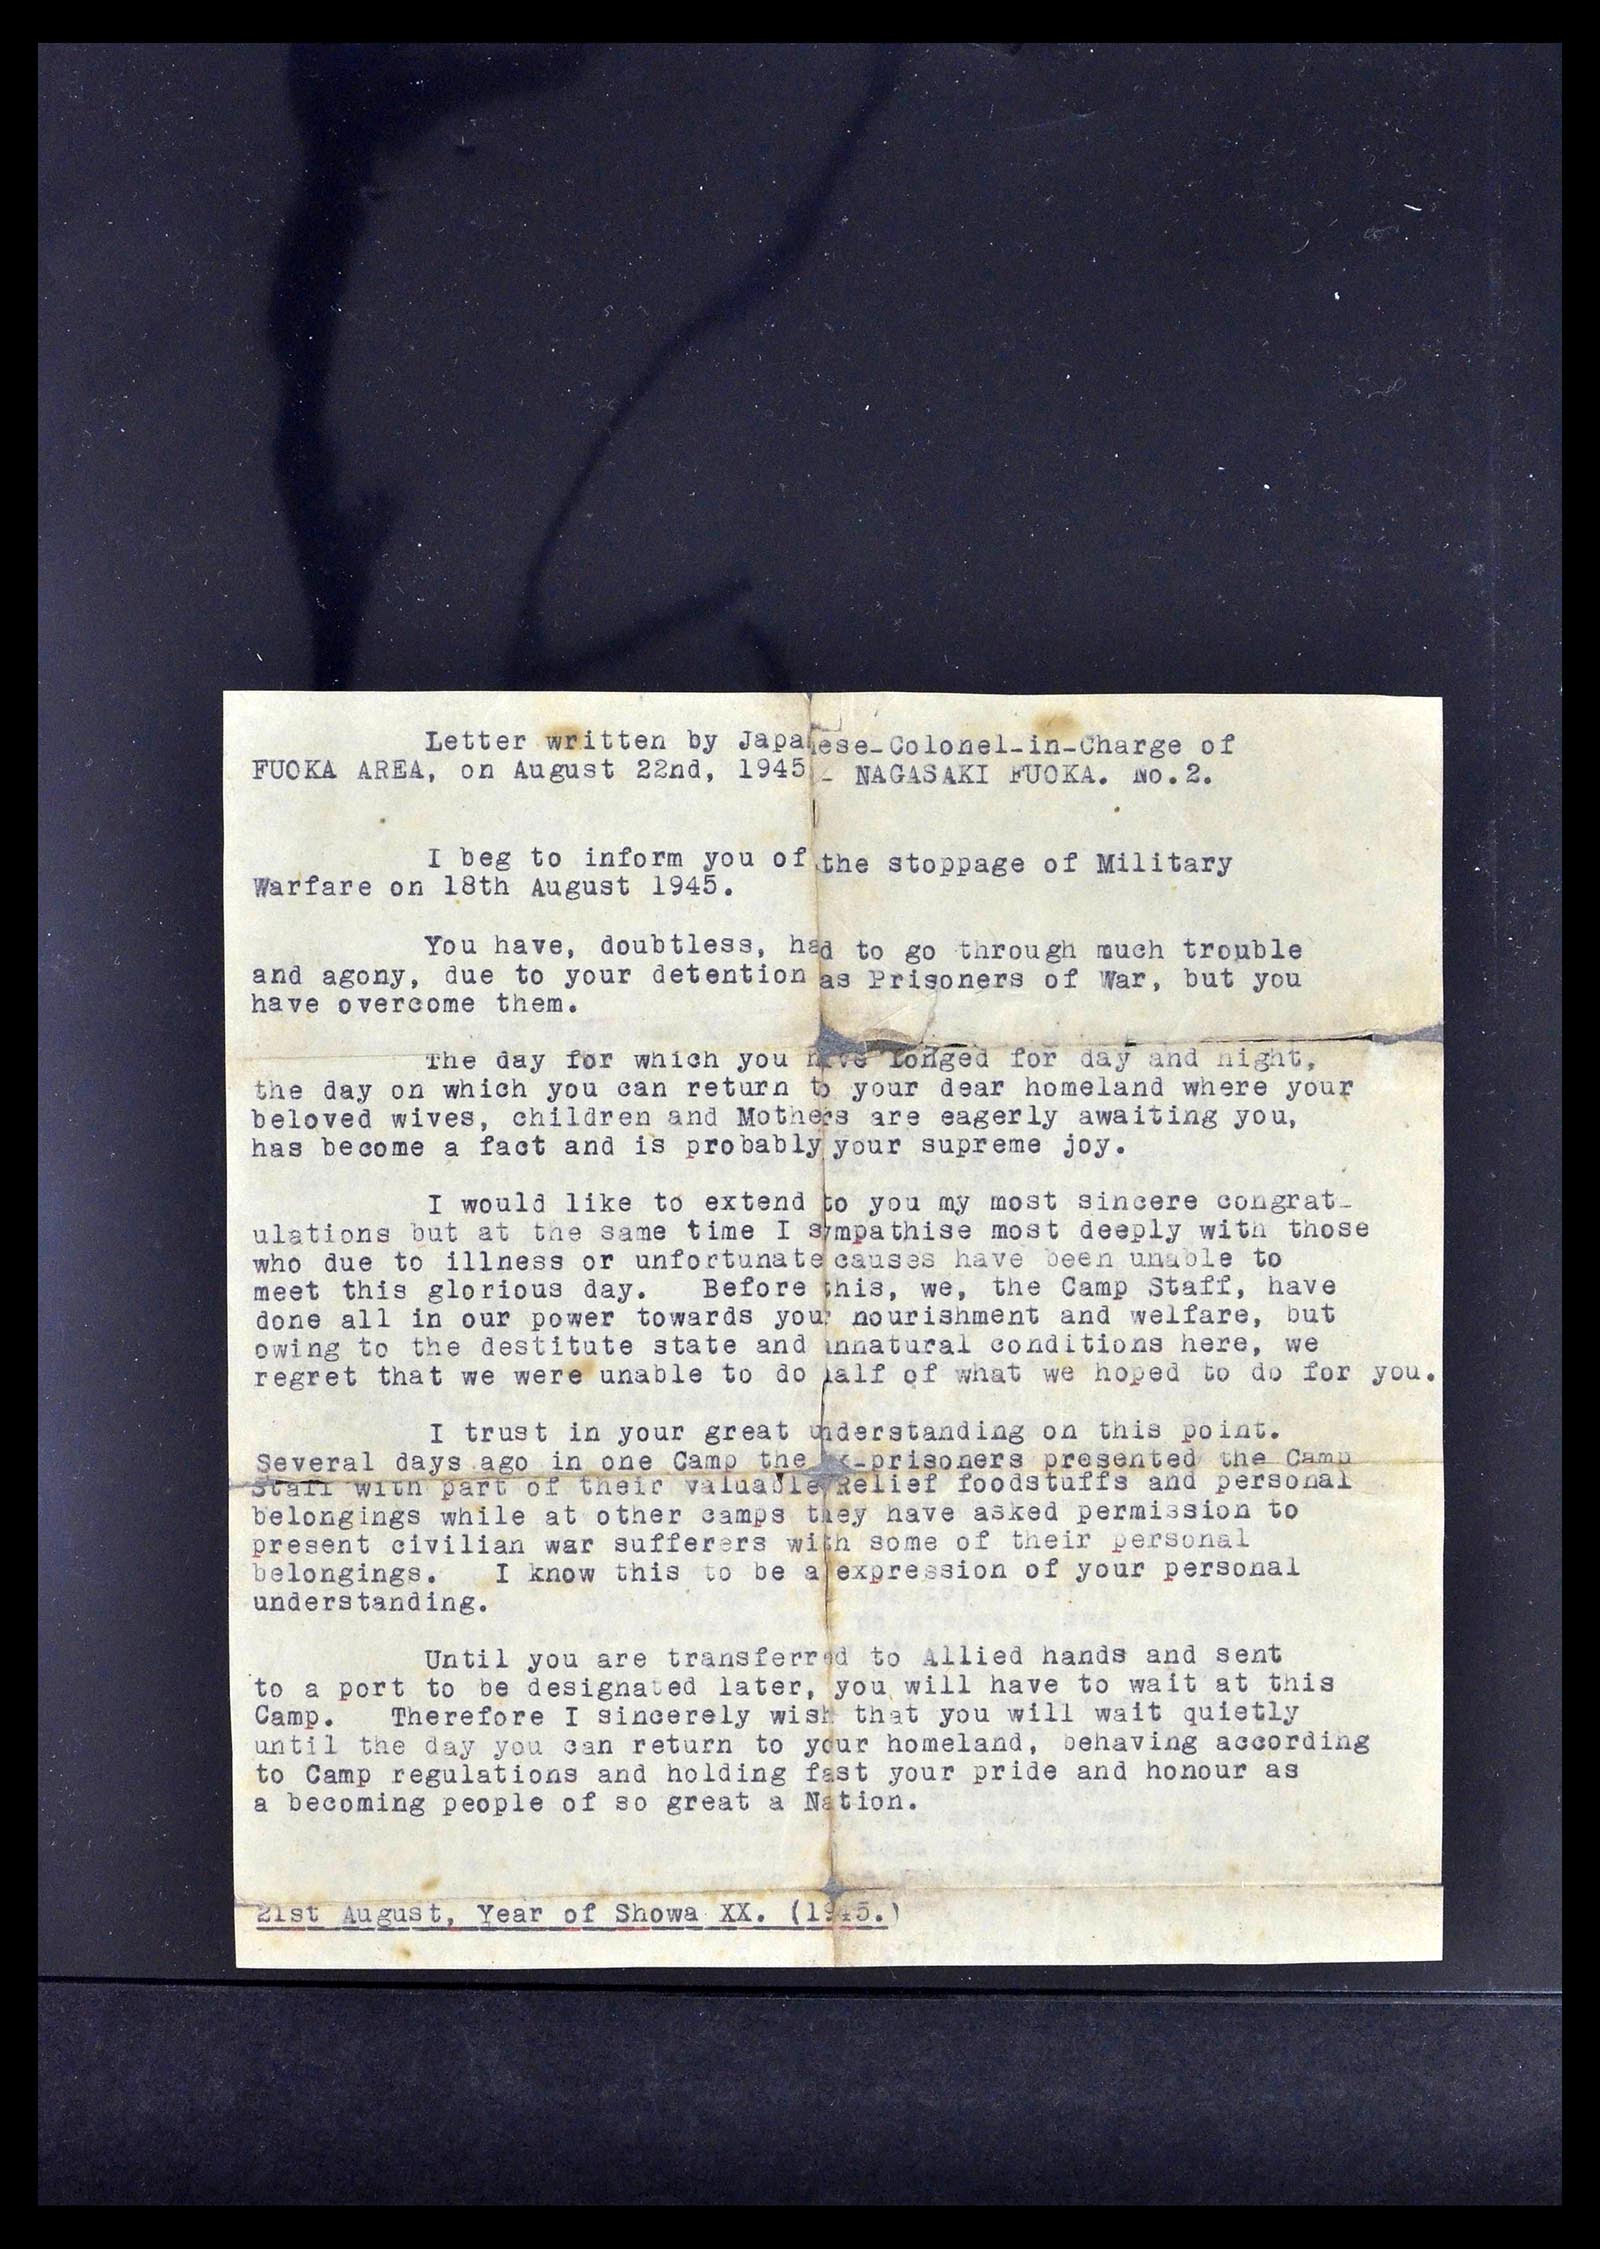 Letter written by Japanese-Colonel-in-Charge of
FUOKA AREA, on August 22nd, 1945 - NAGASAKI FUOKA. No.2.
I beg to inform you of the stoppage of Military
Warfare on 18th August 1945.
You have, doubtless, had to go through much trouble
and agony, due to your detention as Prisoners of War, but you
have overcome them.
The day for which you have longed for day and night,
the day on which you can return to your dear homeland where your
beloved wives, children and Mothers are eagerly awaiting you,
has become a fact and is probably your supreme joy.
I would like to extend to you my most sincere congrat-
ulations but at the same time I sympathise most deeply with those
who due to illness or unfortunate causes have been unable to
meet this glorious day. Before this, we, the Camp Staff, have
done all in our power towards your nourishment and welfare, but
owing to the destitute state and unnatural conditions here, we
regret that we were unable to do half of what we hoped to do for you.
I trust in your great understanding on this point.
Several days ago in one Camp the ex-prisoners presented the Camp
Staff with part of their valuable Relief foodstuffs and personal
belongings while at other camps they have asked permission to
present civilian war sufferers with some of their personal
belongings. I know this to be a expression of your personal
understanding.
Until you are transferred to Allied hands and sent
to a port to be designated later, you will have to wait at this
Camp. Therefore I sincerely wish that you will wait quietly
until the day you can return to your homeland, behaving according
to Camp regulations and holding fast your pride and honour as
a becoming people of so great a Nation.
21st August, Year of Showa XX. (1945.)